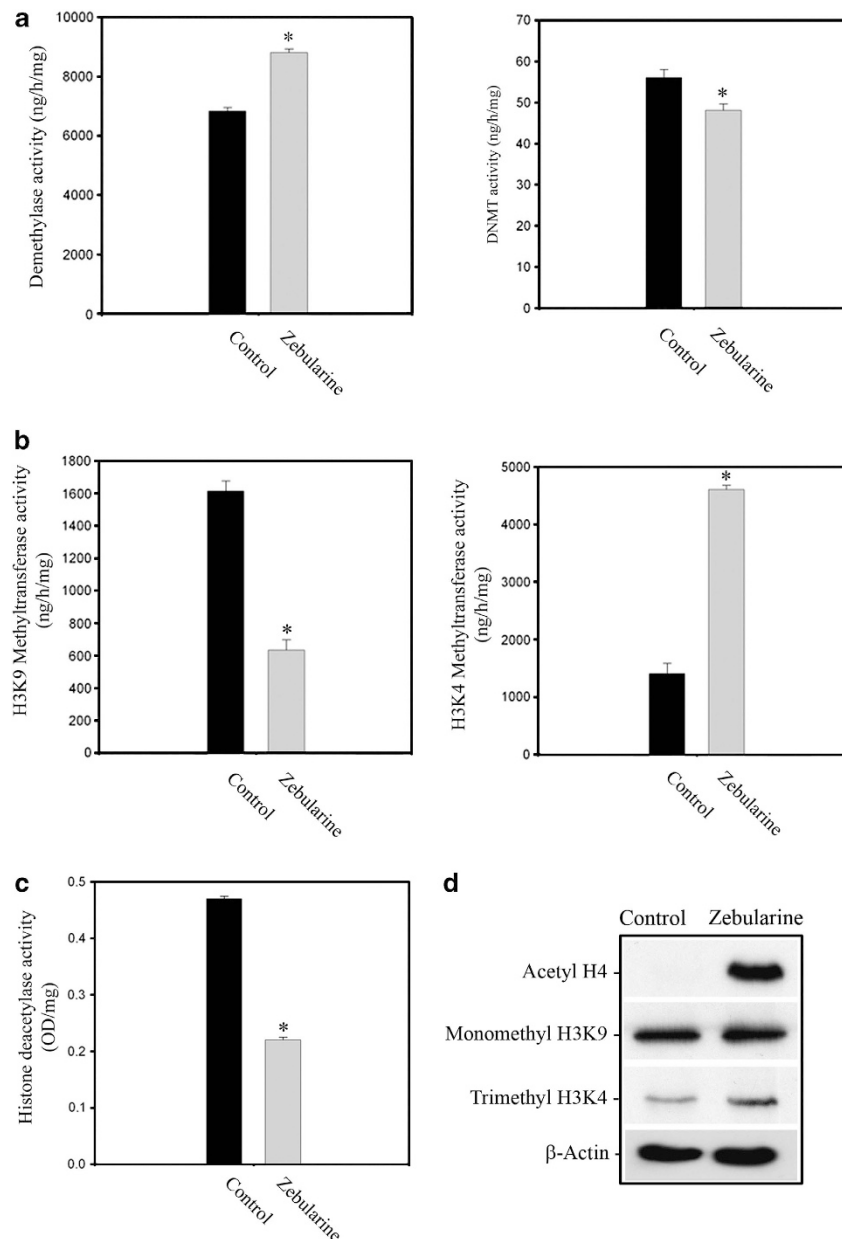 a
Demethylase activity (ng/h/mg)
10000
8000
6000
4000
2000
0
*
Control
Zebularine
DNMT activity (ng/h/mg)
70
60
50
40
30
20
10
0
*
Control
Zebularine
b
H3K9 Methyltransferase activity
(ng/h/mg)
1800
1600
1400
1200
1000
800
600
400
200
0
*
Control
Zebularine
H3K4 Methyltransferase activity
(ng/h/mg)
5000
4000
3000
2000
1000
0
*
Control
Zebularine
c
Histone deacetylase activity
(OD/mg)
0.5
0.4
0.3
0.2
0.1
0.0
*
Control
Zebularine
d
Control Zebularine
Acetyl H4
Monomethyl H3K9
Trimethyl H3K4
β-Actin